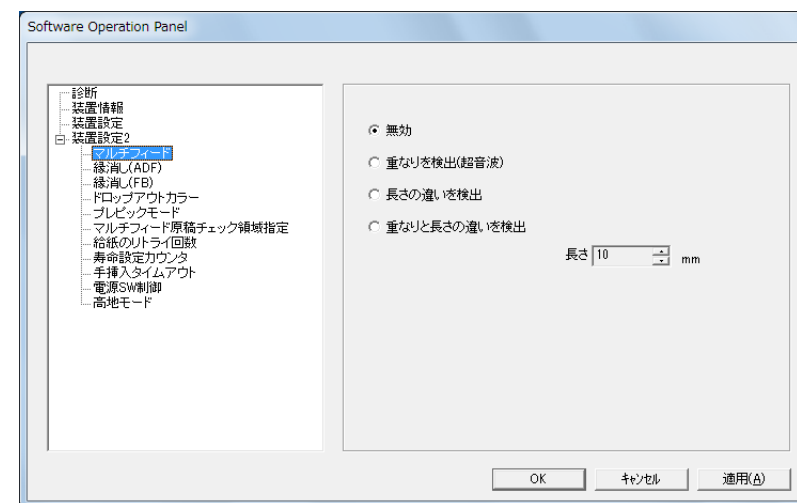 Software Operation Panel
診断
装置情報
装置設定
装置設定2
マルチフィード
縁消し(ADF)
縁消し(FB)
ドロップアウトカラー
プレピックモード
マルチフィード原稿チェック領域指定
給紙のリトライ回数
寿命設定カウンタ
手挿入タイムアウト
電源SW制御
高地モード
無効
重なりを検出(超音波)
長さの違いを検出
重なりと長さの違いを検出
長さ 10 mm
OK キャンセル 適用(A)